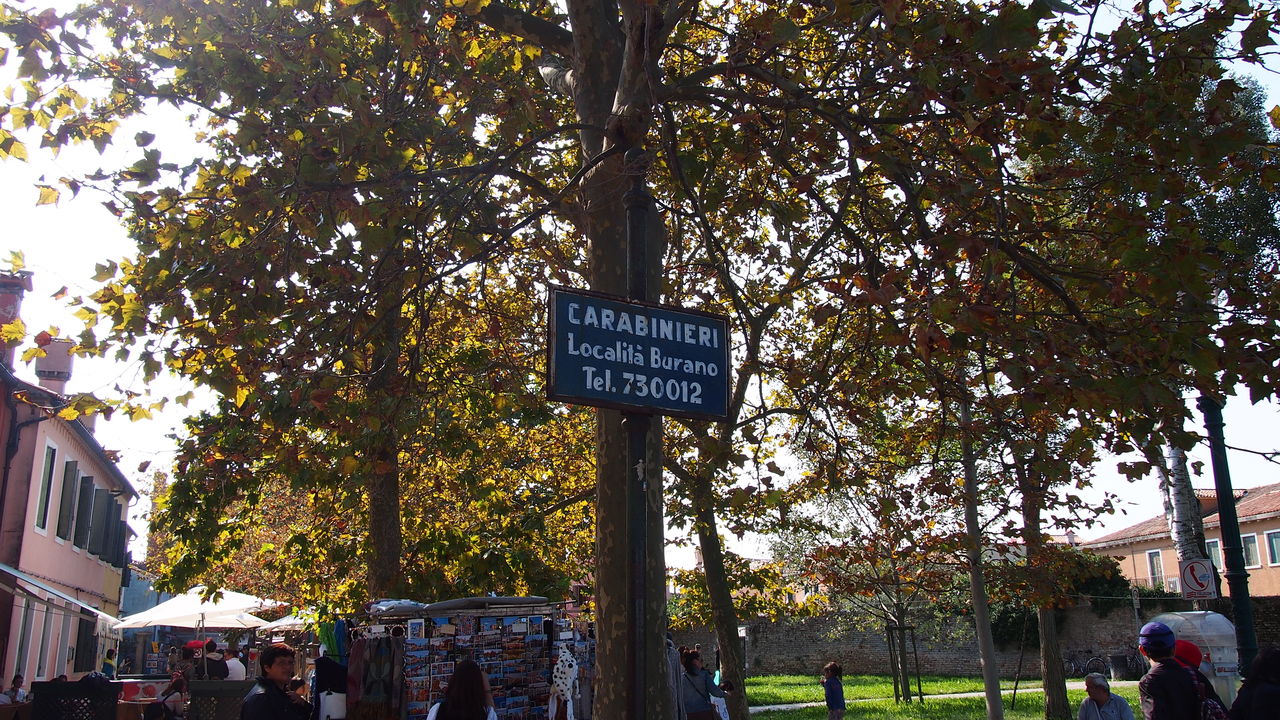 CARABINIERI
Località Burano
Tel. 730012